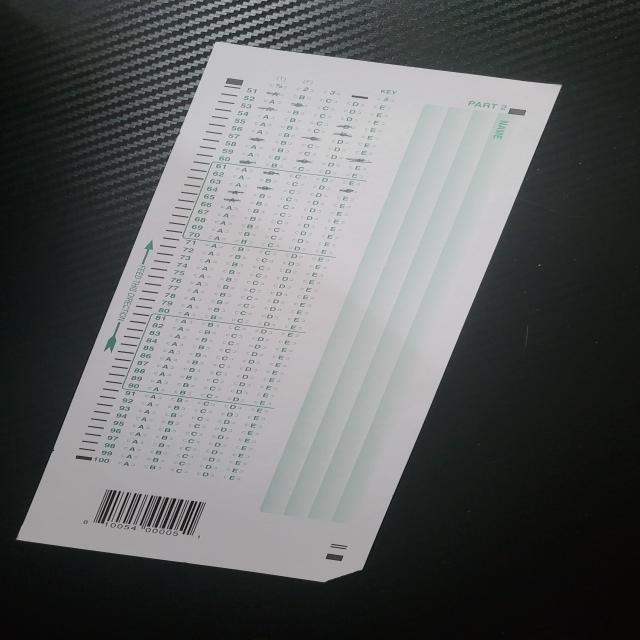 KEY
PART 2
NAME
51 A B C D E
52 A B C D E
53 A B C D E
54 A B C D E
55 A B C D E
56 A B C D E
57 A B C D E
58 A B C D E
59 A B C D E
60 A B C D E
61 A B C D E
62 A B C D E
63 A B C D E
64 A B C D E
65 A B C D E
66 A B C D E
67 A B C D E
68 A B C D E
69 A B C D E
70 A B C D E
71 A B C D E
72 A B C D E
73 A B C D E
74 A B C D E
75 A B C D E
76 A B C D E
77 A B C D E
78 A B C D E
79 A B C D E
80 A B C D E
81 A B C D E
82 A B C D E
83 A B C D E
84 A B C D E
85 A B C D E
86 A B C D E
87 A B C D E
88 A B C D E
89 A B C D E
90 A B C D E
91 A B C D E
92 A B C D E
93 A B C D E
94 A B C D E
95 A B C D E
96 A B C D E
97 A B C D E
98 A B C D E
99 A B C D E
100 A B C D E
FEED THIS DIRECTION
0 10054 00005 1